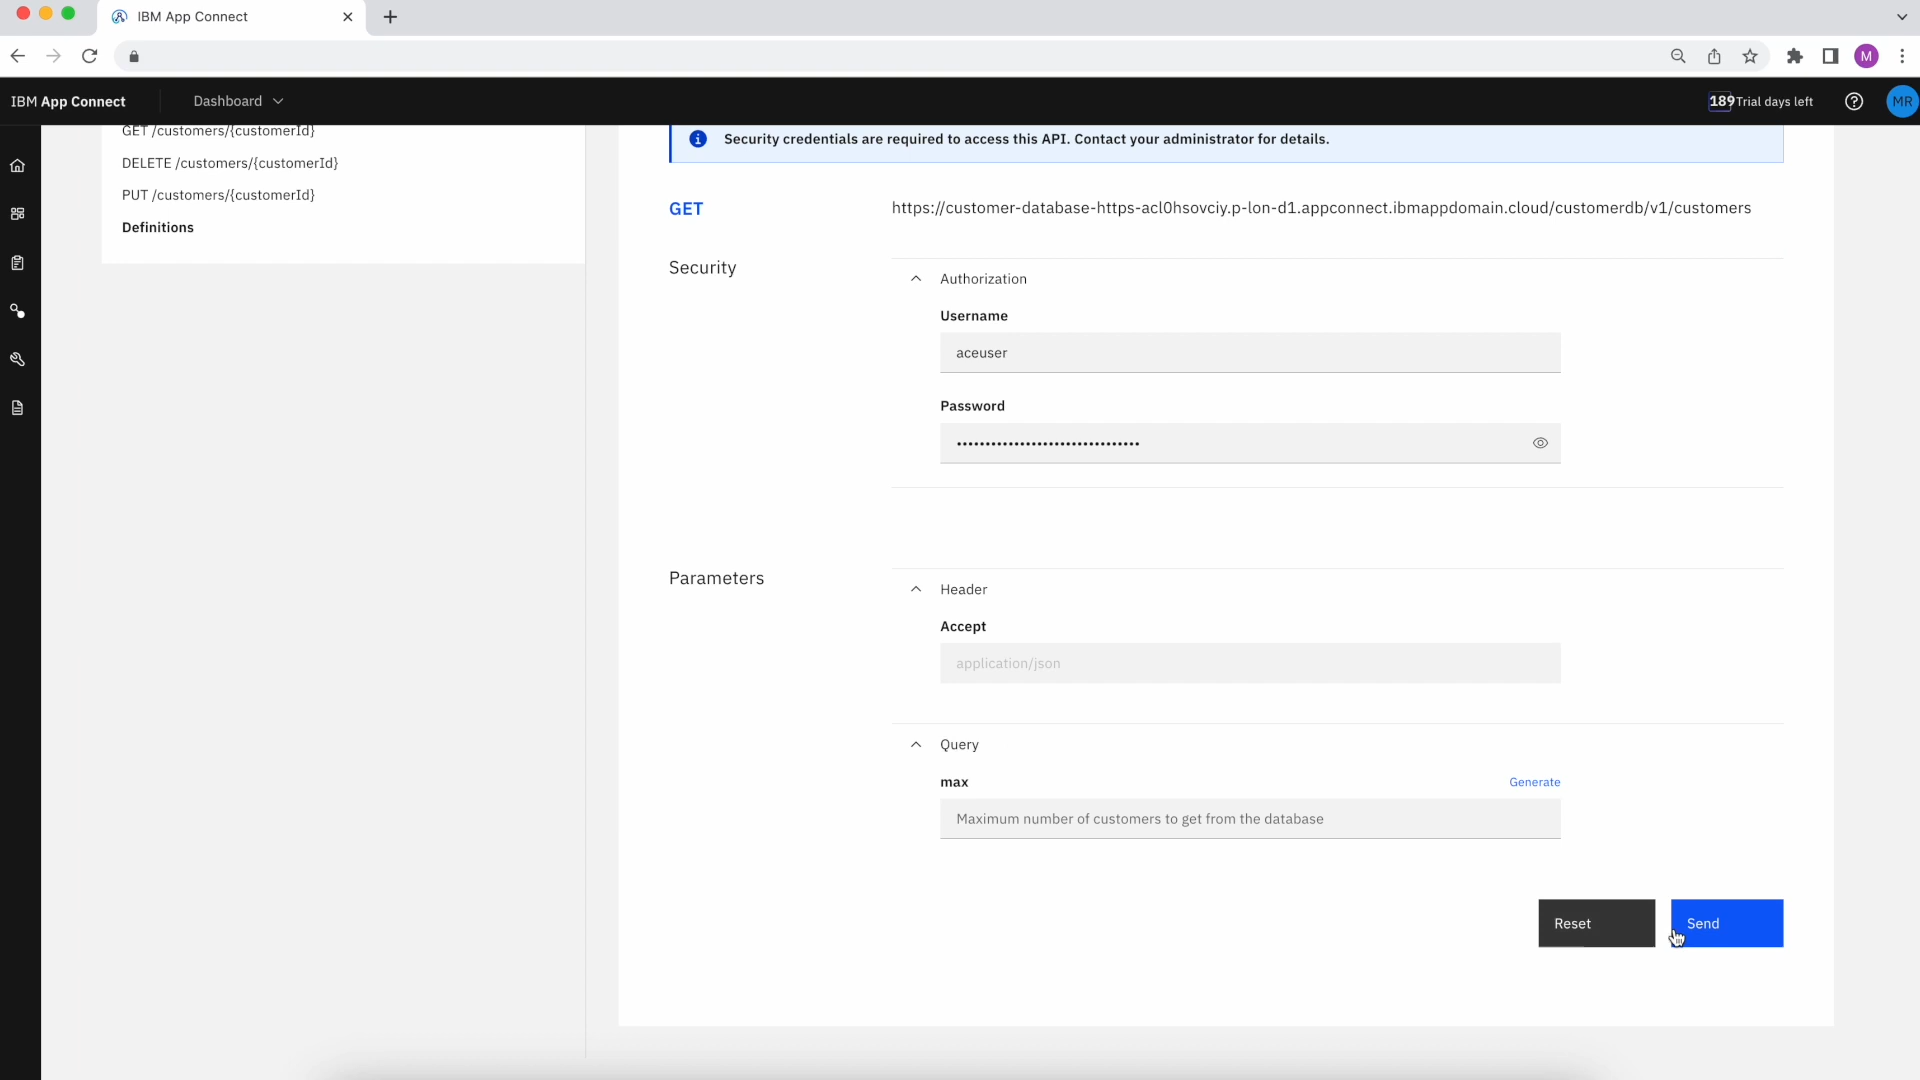 IBM App Connect
M
IBM App Connect
Dashboard
189 Trial days left
MR
GET /customers/{customerId}
DELETE /customers/{customerId}
PUT /customers/{customerId}
Definitions
Security credentials are required to access this API. Contact your administrator for details.
GET
https://customer-database-https-acl0hsovciy.p-lon-d1.appconnect.ibmappdomain.cloud/customerdb/v1/customers
Security
Authorization
Username
aceuser
Password
••••••••••••••••••••••••••••••••
Parameters
Header
Accept
application/json
Query
max
Generate
Maximum number of customers to get from the database
Reset
Send